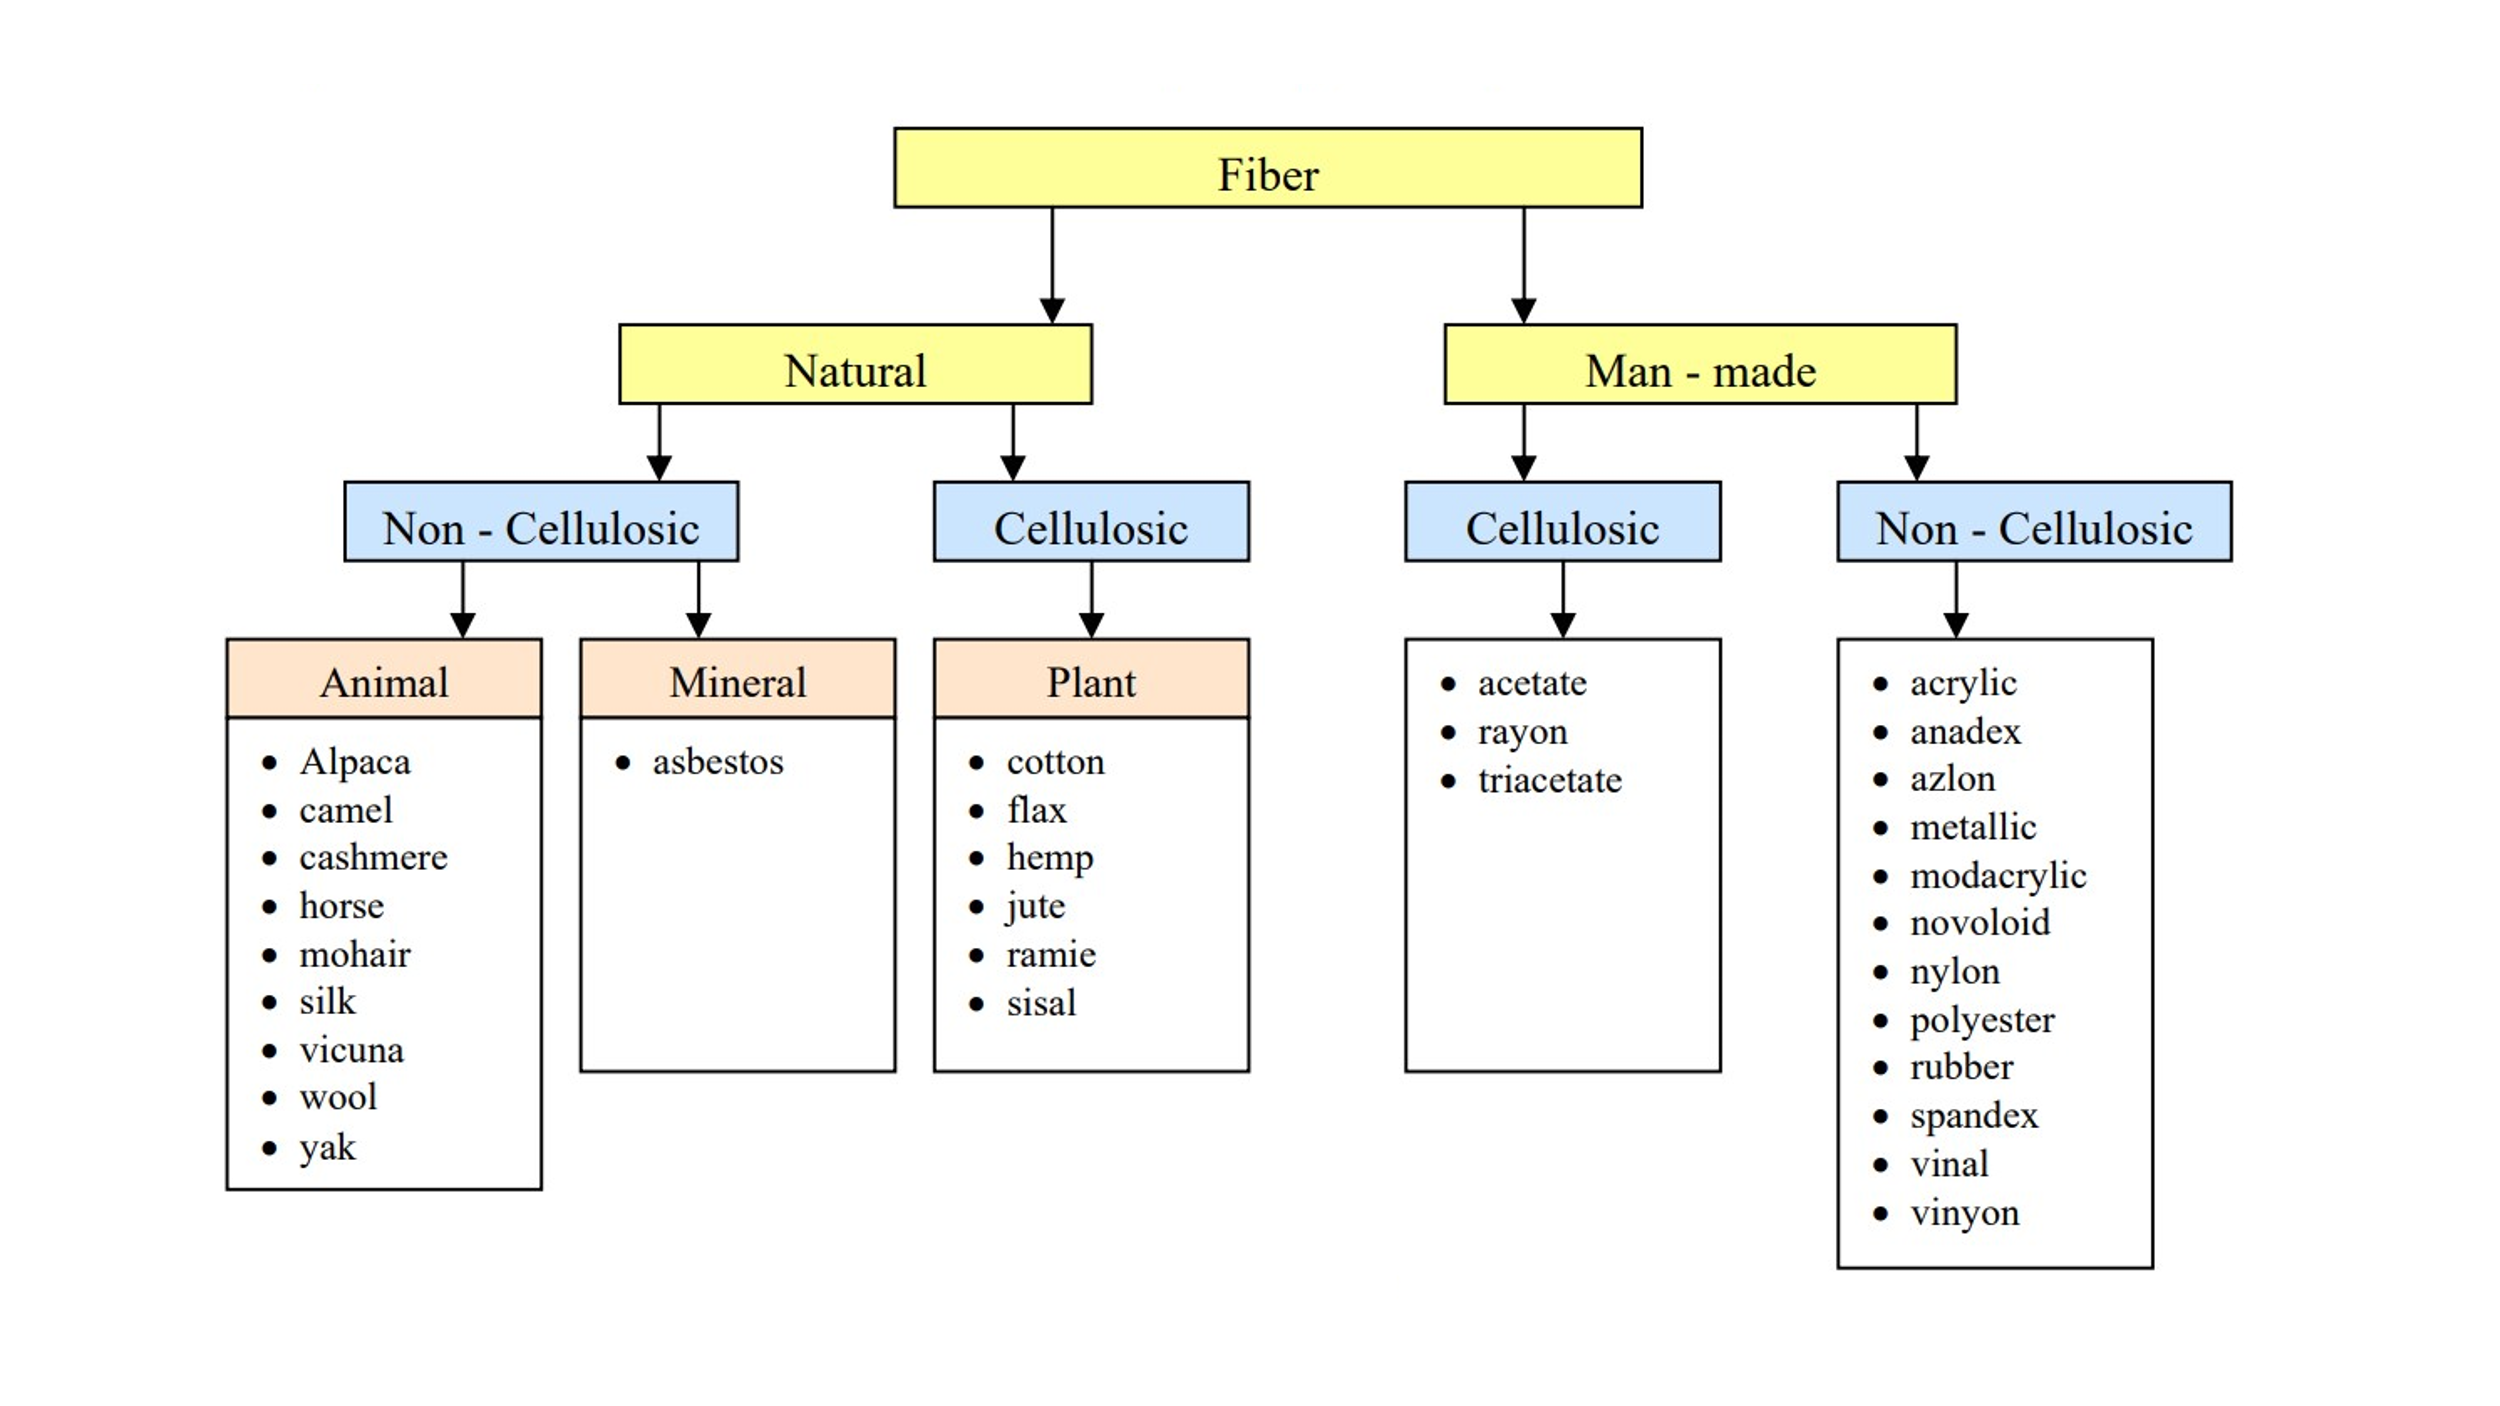 Fiber
Natural
Man - made
Non - Cellulosic
Cellulosic
Cellulosic
Non - Cellulosic
Animal
• Alpaca
• camel
• cashmere
• horse
• mohair
• silk
• vicuna
• wool
• yak
Mineral
• asbestos
Plant
• cotton
• flax
• hemp
• jute
• ramie
• sisal
• acetate
• rayon
• triacetate
• acrylic
• anadex
• azlon
• metallic
• modacrylic
• novoloid
• nylon
• polyester
• rubber
• spandex
• vinal
• vinyon